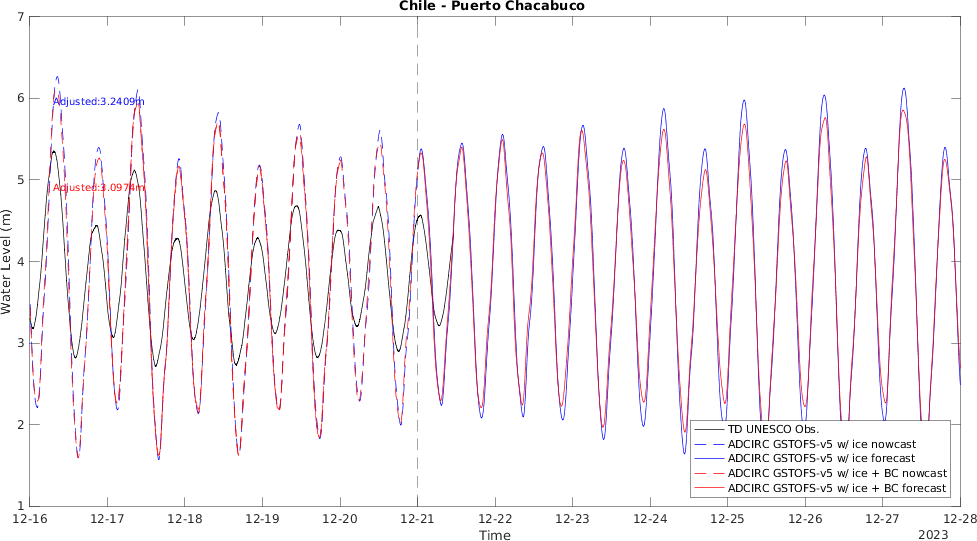 Chile - Puerto Chacabuco
7
6
5
4
3
2
1
Water Level (m)
Adjusted:3.2409m
Adjusted:3.0974m
TD UNESCO Obs.
ADCIRC GSTOFS-v5 w/ ice nowcast
ADCIRC GSTOFS-v5 w/ ice forecast
ADCIRC GSTOFS-v5 w/ ice + BC nowcast
ADCIRC GSTOFS-v5 w/ ice + BC forecast
12-16 12-17 12-18 12-19 12-20 12-21 12-22 12-23 12-24 12-25 12-26 12-27 12-28
Time
2023